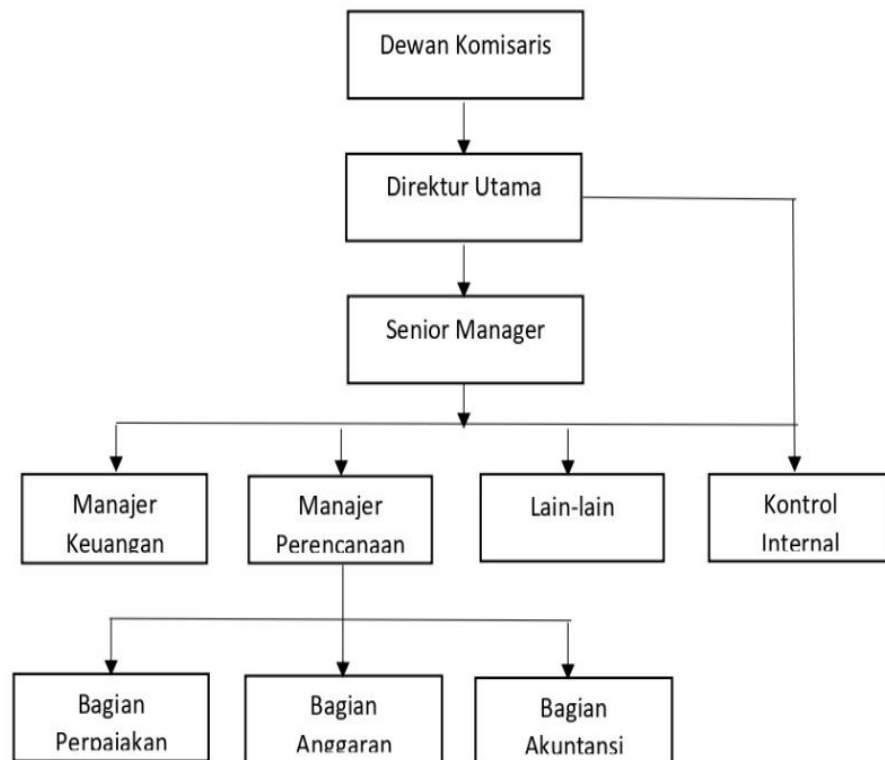 Dewan Komisaris
Direktur Utama
Senior Manager
Manajer
Keuangan
Manajer
Perencanaan
Lain-lain
Kontrol
Internal
Bagian
Perpajakan
Bagian
Anggaran
Bagian
Akuntansi